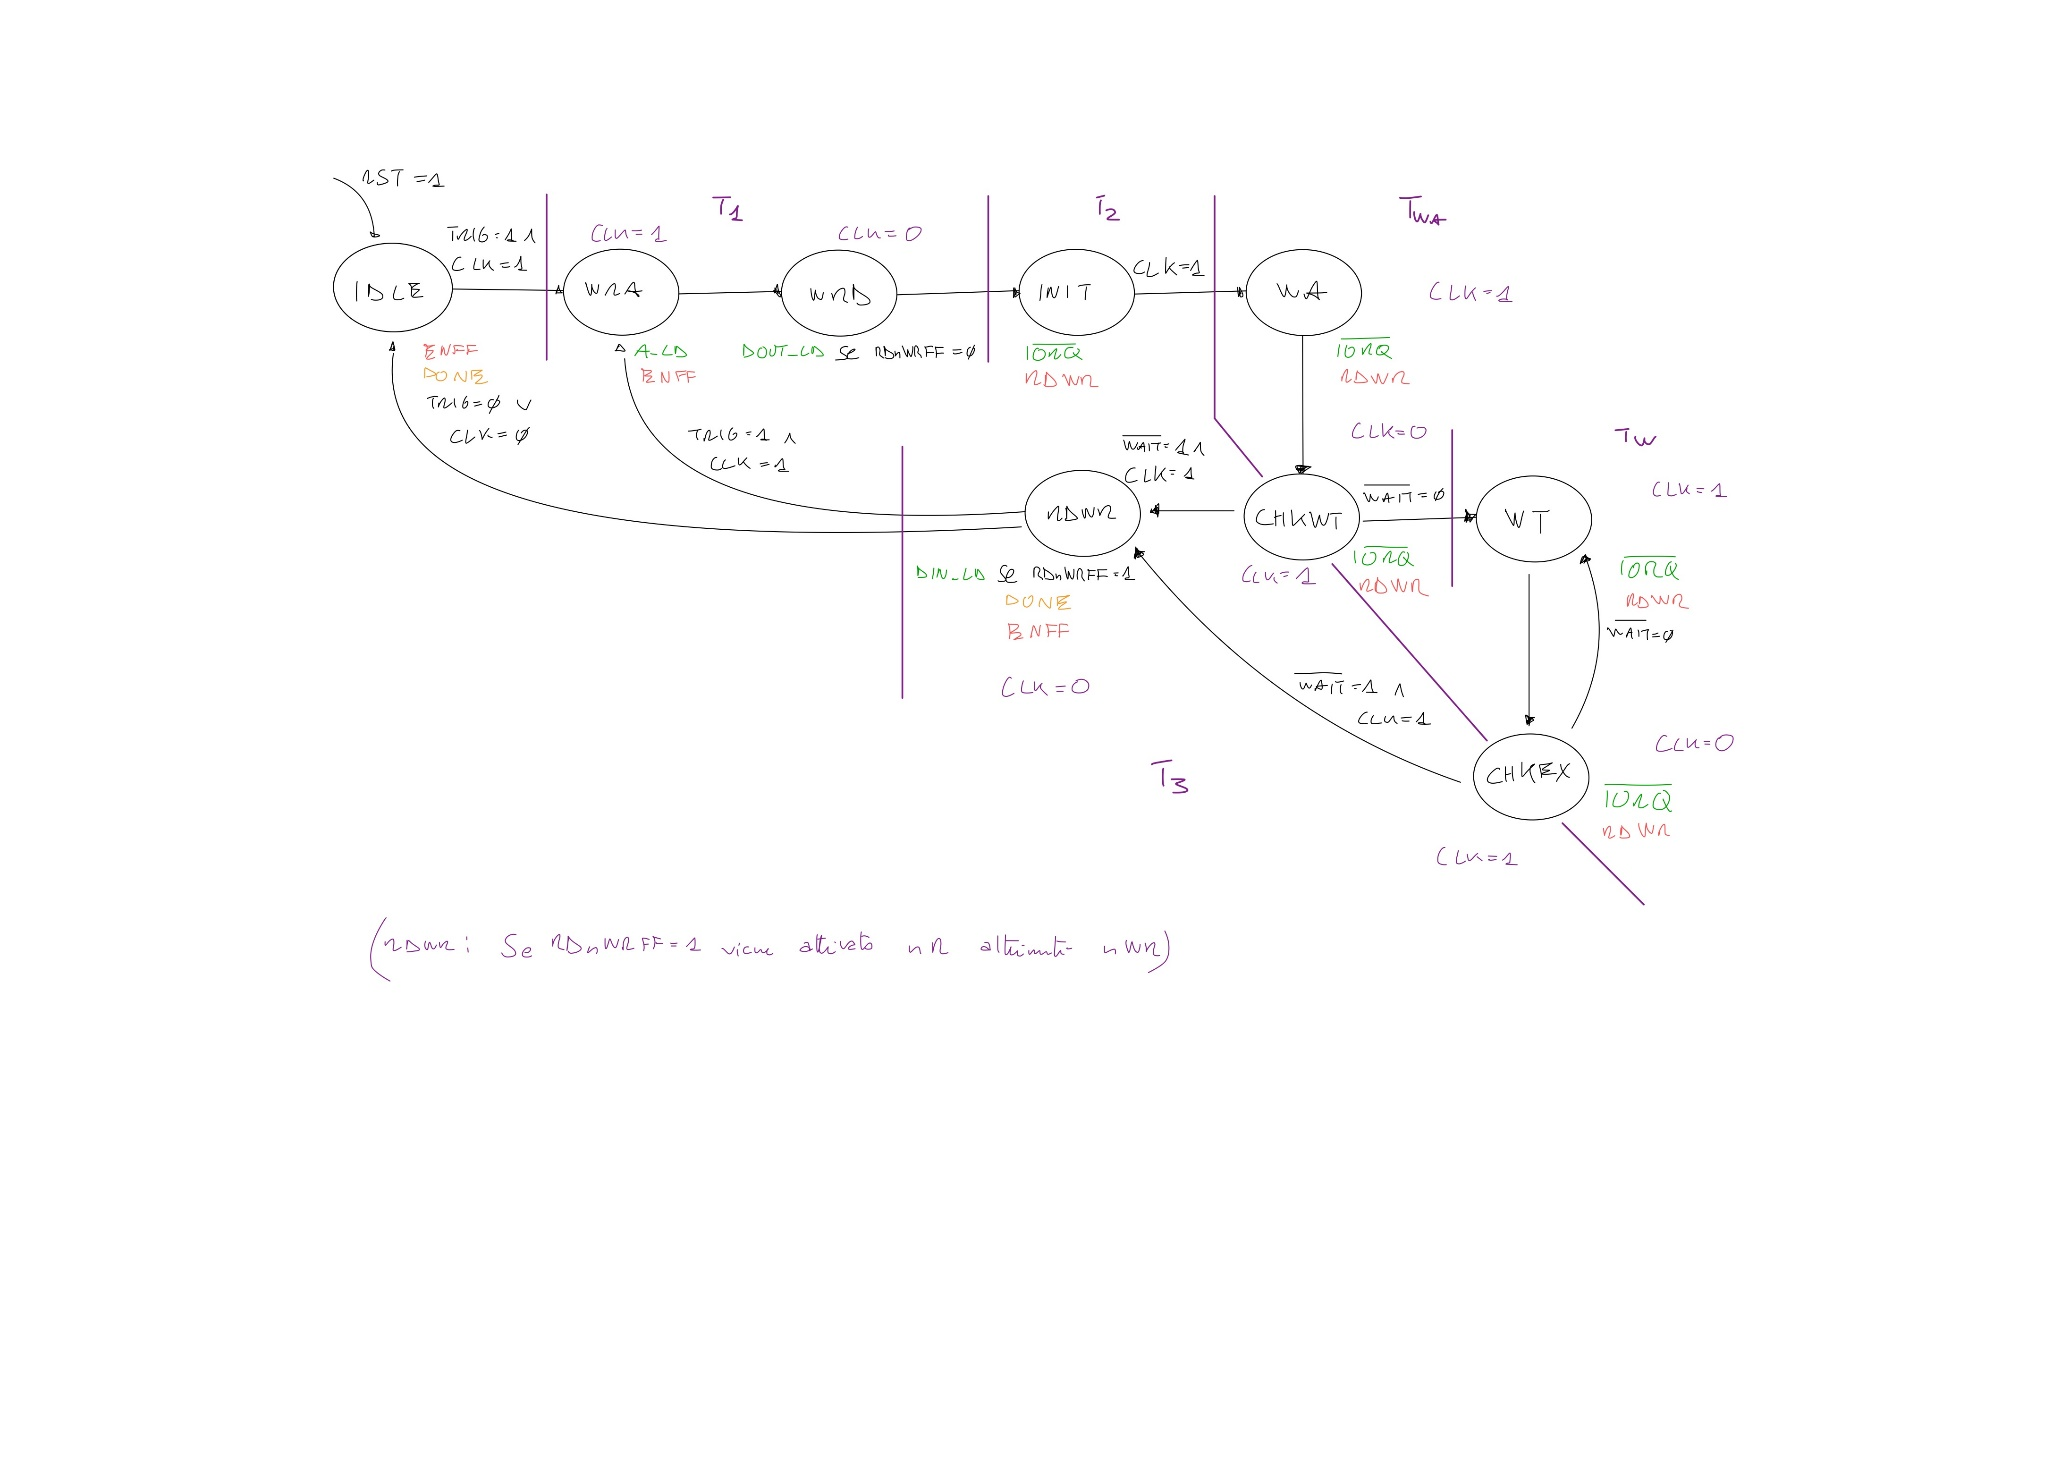 RST=1
T1
T2
TWA
TRIG=1 ∧
CLK=1
CLK=1
CLK=0
IDLE
WRA
WRD
INIT
CLK=1
WA
CLK=1
ENFF
DONE
A_LD
ENFF
DOUT_LD se RDnWRFF=0
IORQ
RDWR
IORQ
RDWR
TRIG=0 ∨
CLK=0
TRIG=1 ∧
CLK=1
WAIT=1 ∧
CLK=1
CLK=0
TW
CLK=1
RDWR
CHKWT
WAIT=0
WT
DIN_LD se RDnWRFF=1
DONE
ENFF
CLK=0
CLK=1
IORQ
RDWR
IORQ
RDWR
WAIT=0
WAIT=1 ∧
CLK=1
T3
CHKEX
CLK=0
IORQ
RDWR
CLK=1
(RDWR: Se RDnWRFF=1 viene attivato nR altrimenti nWR)